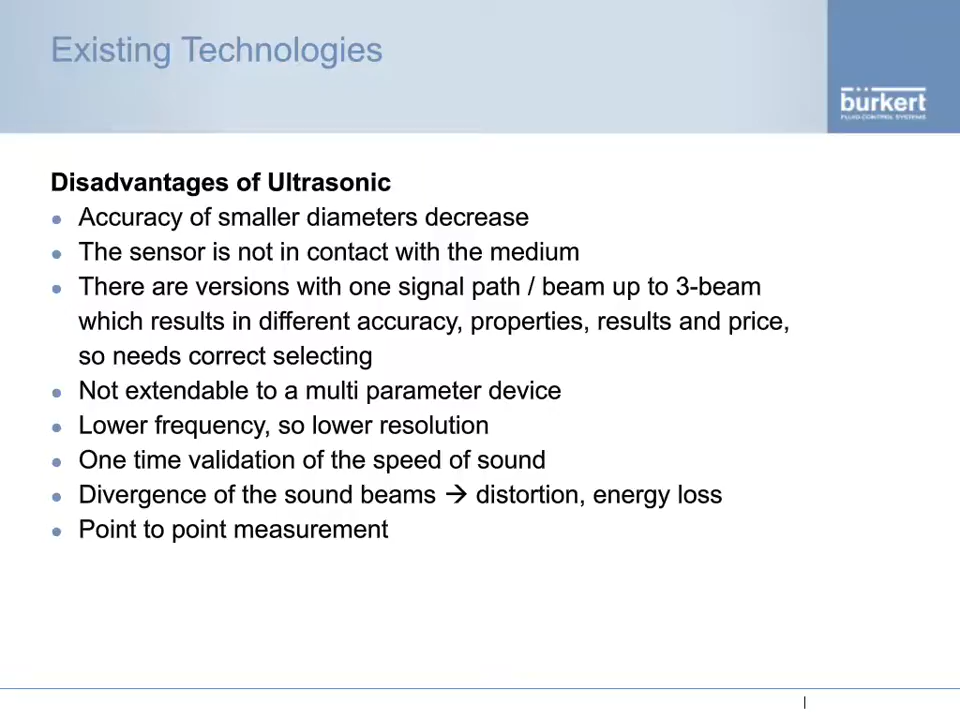 Existing Technologies
bürkert
FLUID CONTROL SYSTEMS
Disadvantages of Ultrasonic
• Accuracy of smaller diameters decrease
• The sensor is not in contact with the medium
• There are versions with one signal path / beam up to 3-beam
which results in different accuracy, properties, results and price,
so needs correct selecting
• Not extendable to a multi parameter device
• Lower frequency, so lower resolution
• One time validation of the speed of sound
• Divergence of the sound beams → distortion, energy loss
• Point to point measurement
|